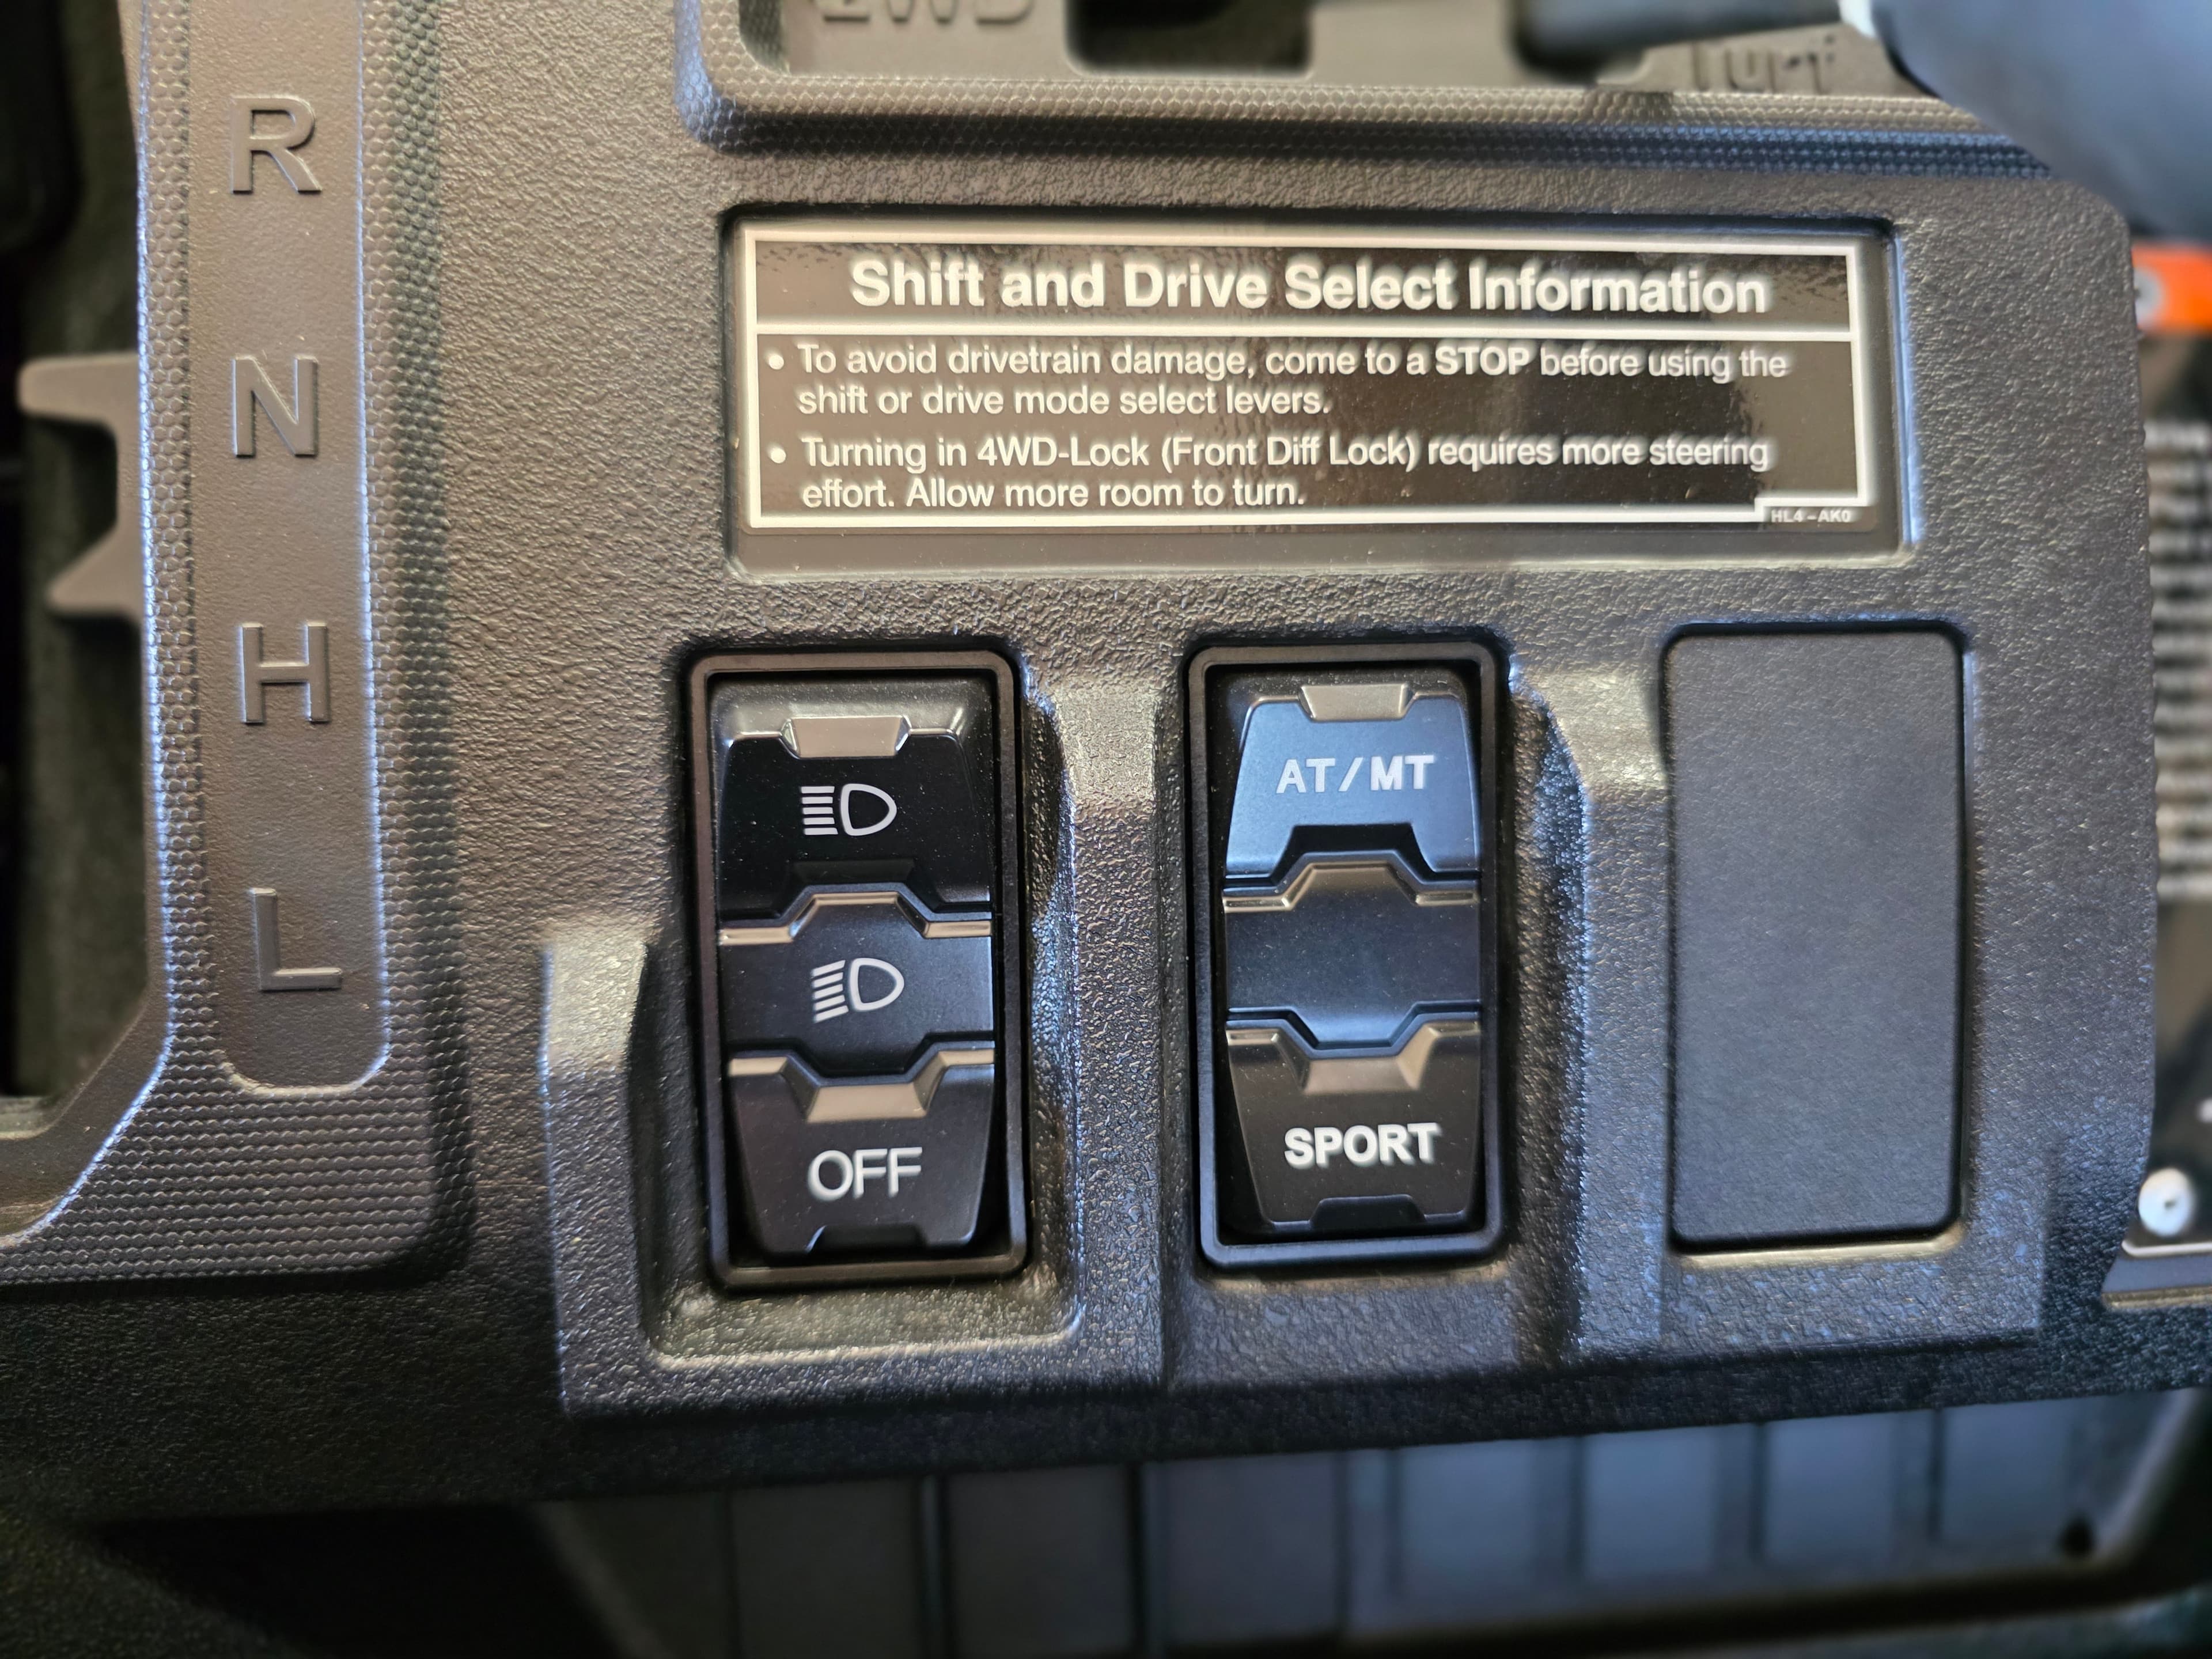 4WD
Turf
R
N
H
L
Shift and Drive Select Information
• To avoid drivetrain damage, come to a STOP before using the
shift or drive mode select levers.
• Turning in 4WD-Lock (Front Diff Lock) requires more steering
effort. Allow more room to turn.
HL4-AK0
OFF
AT/MT
SPORT